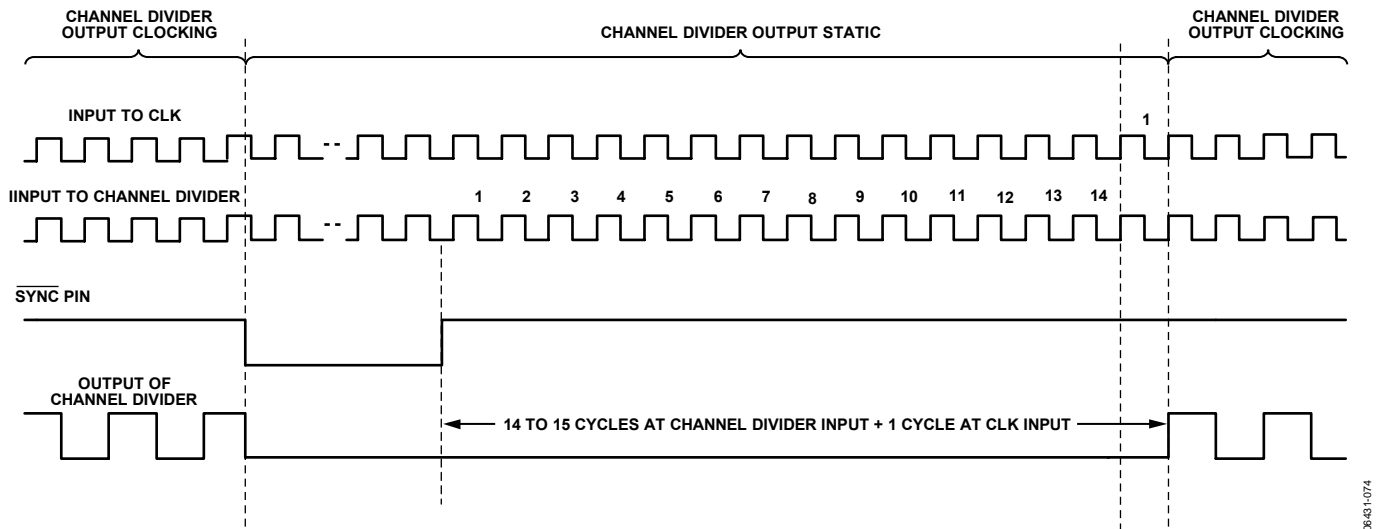 CHANNEL DIVIDER
OUTPUT CLOCKING
CHANNEL DIVIDER OUTPUT STATIC
CHANNEL DIVIDER
OUTPUT CLOCKING
INPUT TO CLK
1
IINPUT TO CHANNEL DIVIDER
1 2 3 4 5 6 7 8 9 10 11 12 13 14
SYNC PIN
OUTPUT OF
CHANNEL DIVIDER
14 TO 15 CYCLES AT CHANNEL DIVIDER INPUT + 1 CYCLE AT CLK INPUT
06431-074